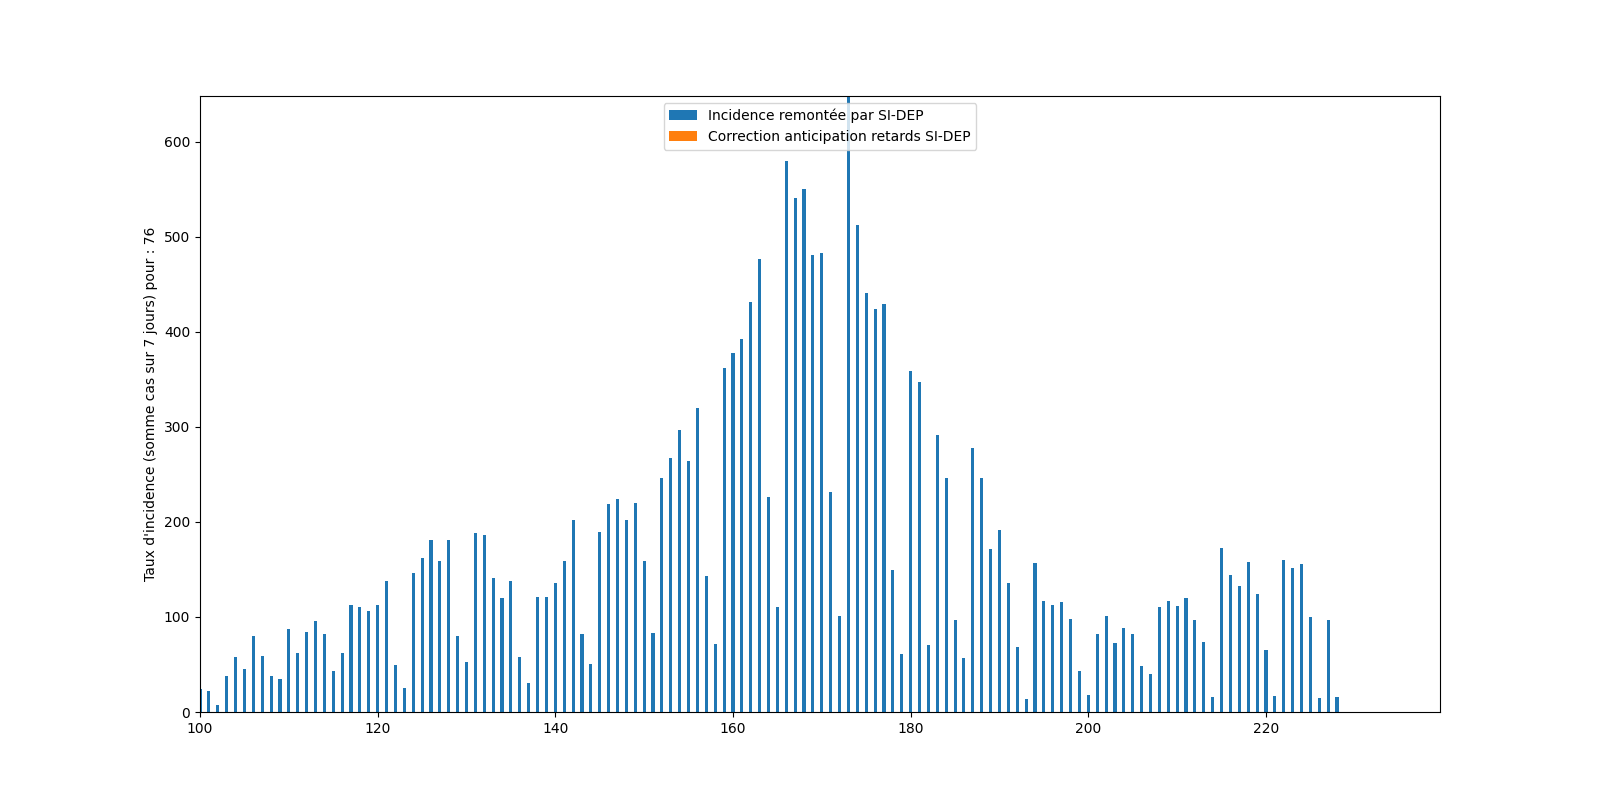 Incidence remontée par SI-DEP
Correction anticipation retards SI-DEP
Taux d'incidence (somme cas sur 7 jours) pour : 76
600
500
400
300
200
100
0
100 120 140 160 180 200 220